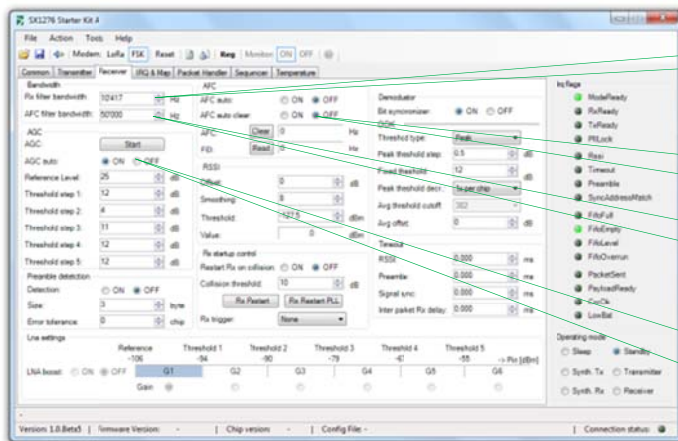 SX1276 Starter Kit
File Action Tools Help
Modem: LoRa FSK Reset Reg Monitor: ON OFF
Common Transmitter Receiver IRQ & Map Packet Handler Sequencer Temperature
Bandwidth
Rx filter bandwidth: 10'417 Hz
AFC filter bandwidth: 50'000 Hz
AGC
AGC: Start
AGC auto: ON OFF
Reference Level: 25 dB
Threshold step 1: 12 dB
Threshold step 2: 4 dB
Threshold step 3: 11 dB
Threshold step 4: 12 dB
Threshold step 5: 12 dB
Preamble detetction
Detection: ON OFF
Size: 3 byte
Error tolerance: 0 chip
AFC
AFC auto: ON OFF
AFC auto clear: ON OFF
AFC: Clear 0 Hz
FEI: Read 0 Hz
RSSI
Offset: 0 dB
Smoothing: 8
Threshold: -127.5 dBm
Value: 0 dBm
Rx startup control
Restart Rx on collision: ON OFF
Collision threshold: 10 dB
Rx Restart Rx Restart PLL
Rx trigger: None
Demodulator
Bit syncronizer: ON OFF
OOK
Threshold type: Peak
Peak threshold step: 0.5 dB
Fixed threshold: 12 dB
Peak threshold decr.: 1x per chip
Avg threshold cutoff:
Avg offset: 0 dB
Timeout
RSSI: 0.000 ms
Preamble: 0.000 ms
Signal sync: 0.000 ms
Inter paket Rx delay: 0.000 ms
Lna settings
Reference Threshold 1 Threshold 2 Threshold 3 Threshold 4 Threshold 5
-106 -94 -90 -79 -67 -55 -> Pin [dBm]
LNA boost: ON OFF G1 G2 G3 G4 G5 G6
Gain
Irq flags
ModeReady
RxReady
TxReady
PllLock
Rssi
Timeout
Preamble
SyncAddressMatch
FifoFull
FifoEmpty
FifoLevel
FifoOverrun
PacketSent
PayloadReady
CrcOk
LowBat
Operating mode
Sleep Standby
Synth. Tx Transmitter
Synth. Rx Receiver
-
Version: 1.0.Beta5 | Firmware Version: - | Chip version: - | Config File: - | Connection status: